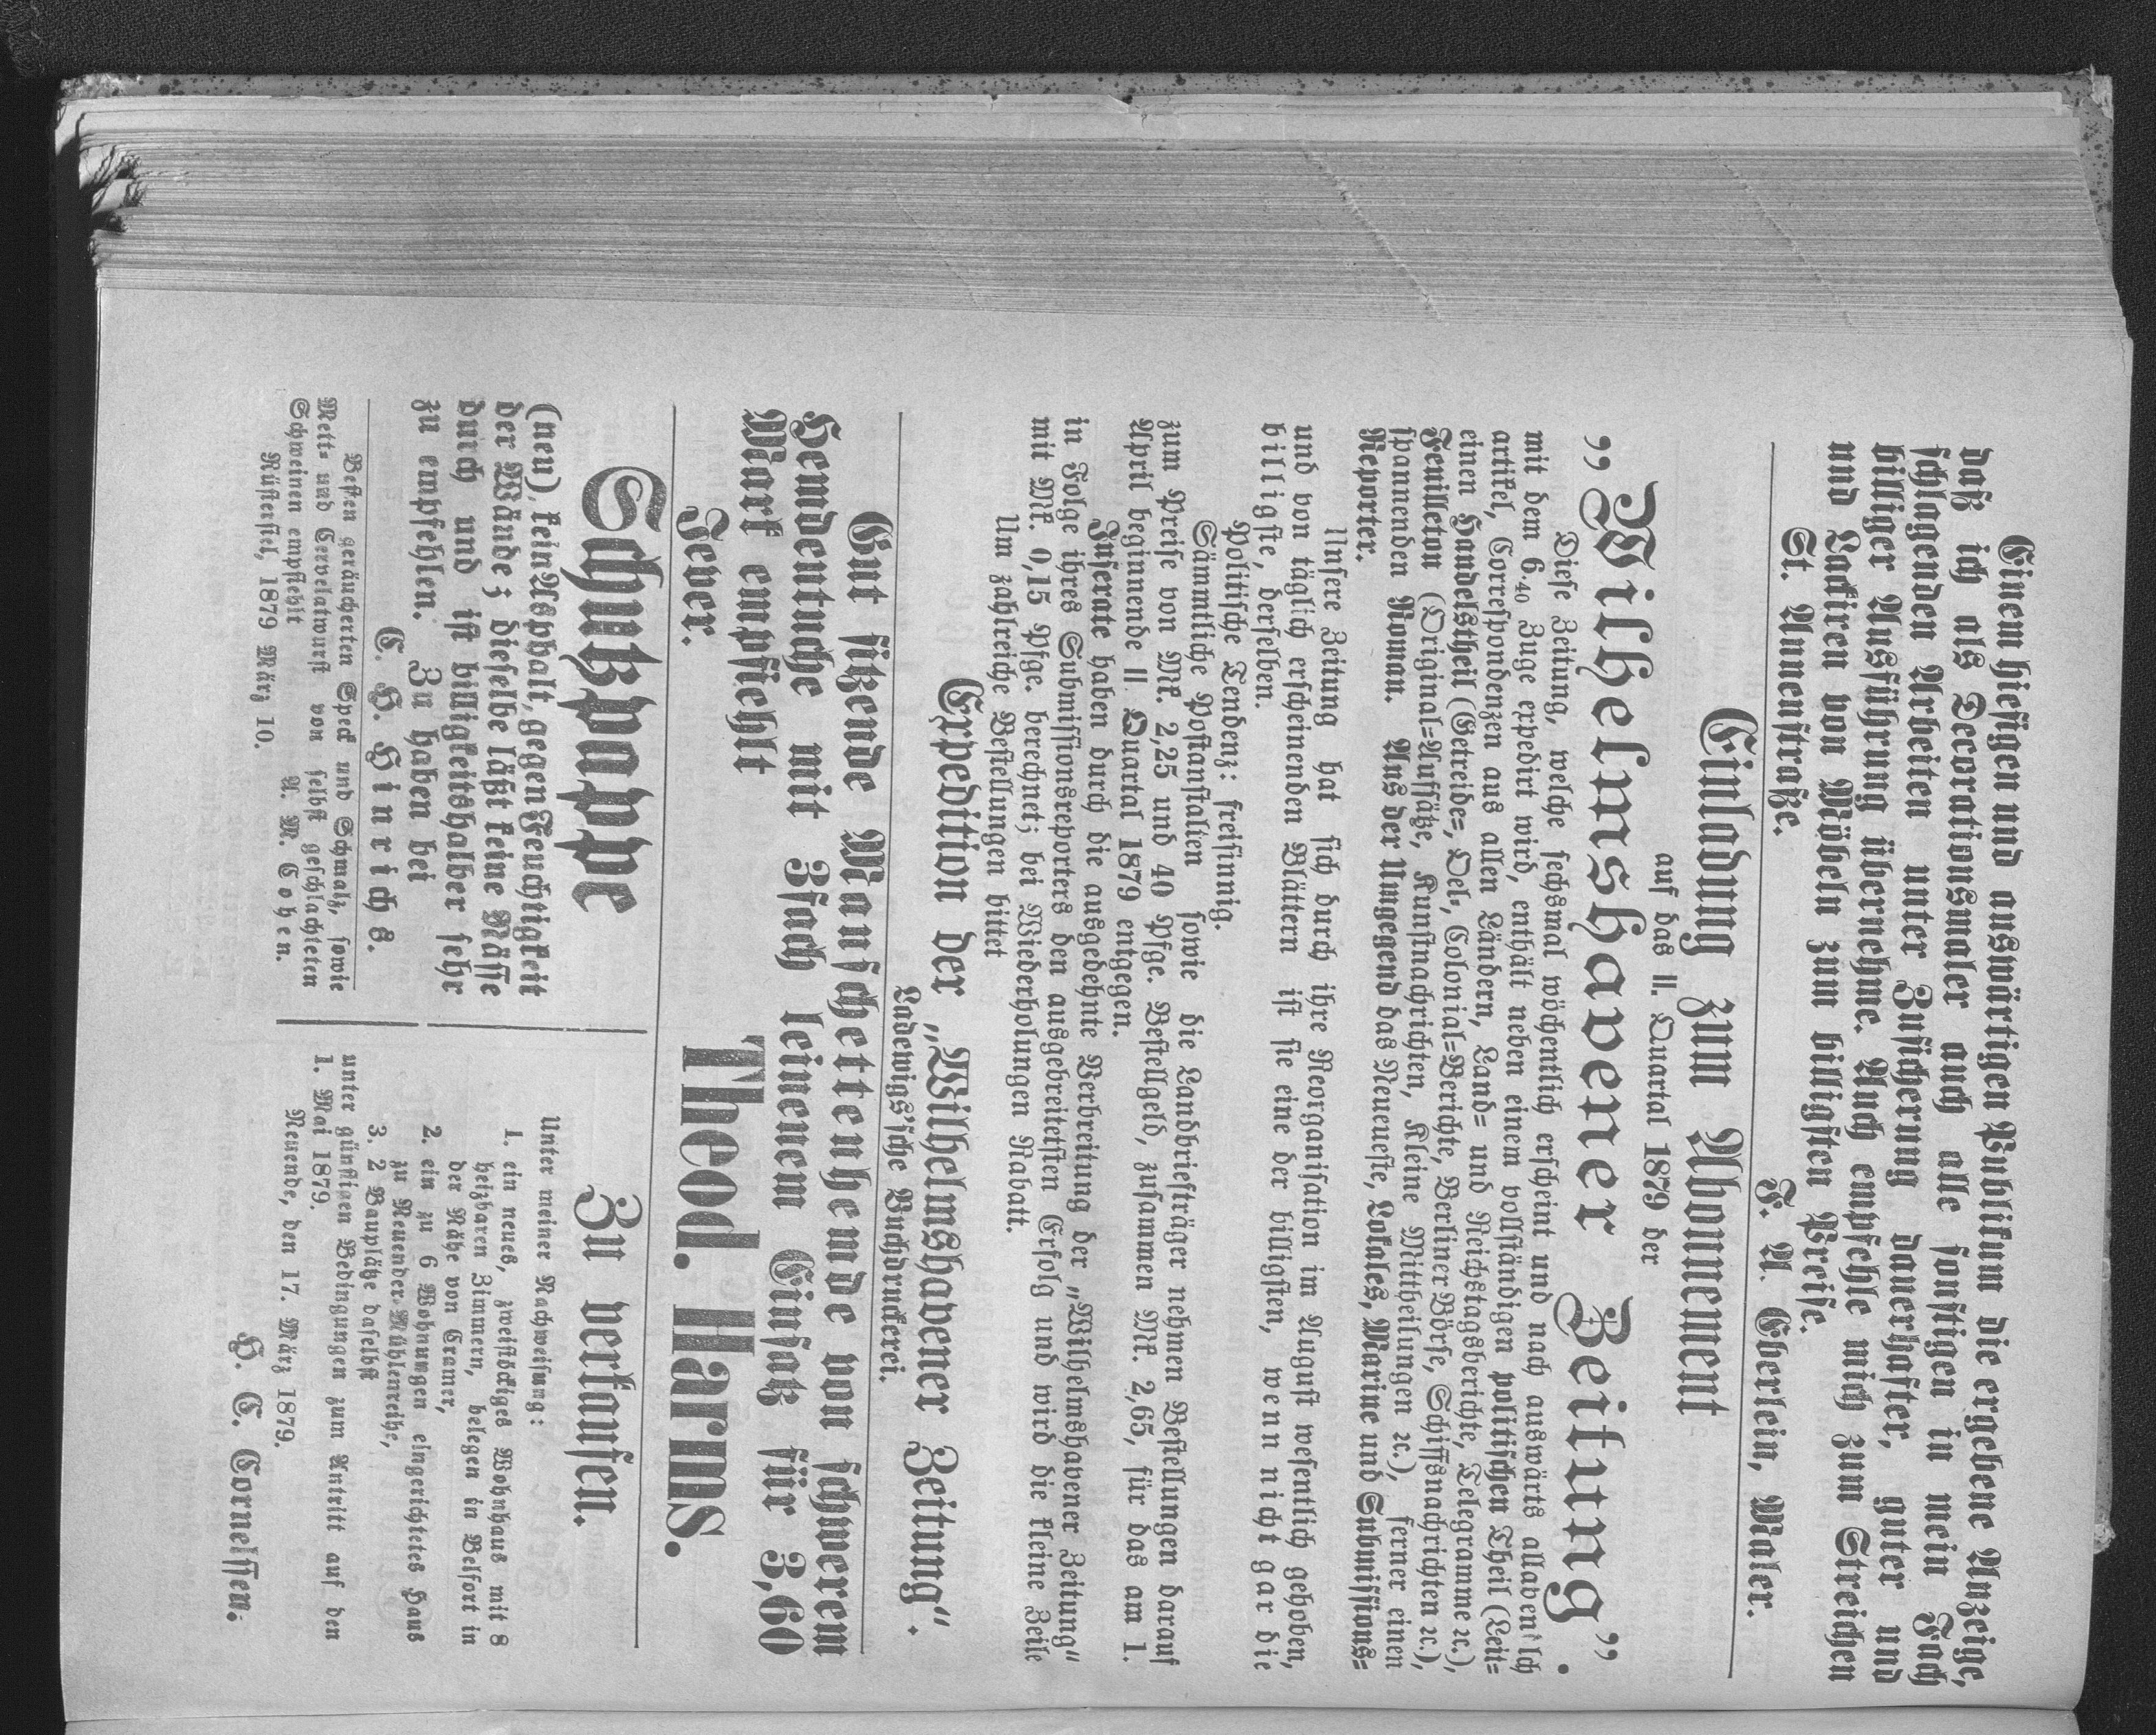 Einem hiesigen und auswärtigen Publikum die ergebene Anzeige,
daß ich als Decorationsmaler auch alle sonstigen in mein Fach
schlagenden Arbeiten unter Zusicherung dauerhafter, guter und
billiger Ausführung übernehme. Auch empfehle mich zum Streichen
und Lackiren von Möbeln zum billigsten Preise.
St. Annenstraße.
F. A. Eberlein, Maler.
Einladung zum Abonnement
auf das II. Quartal 1879 der
„Wilhelmshavener Zeitung”.
Diese Zeitung, welche sechsmal wöchentlich erscheint und nach auswärts allabendlich
mit dem 6.40 Zuge expedirt wird, enthält neben einem vollständigen politischen Theil (Leit=
artikel, Correspondenzen aus allen Ländern, Land= und Reichstagsberichte, Telegramme ꝛc.),
einen Handelstheil (Getreide=, Oel=, Colonial=Berichte, Berliner Börse, Schiffsnachrichten ꝛc.),
Feuilleton (Original=Aufsätze, Kunstnachrichten, Kleine Mittheilungen ꝛc.), ferner einen
spannenden Roman. Aus der Umgegend das Neueste, Lokales, Marine und Submissions=
Reporter.
Unsere Zeitung hat sich durch ihre Reorganisation im August wesentlich gehoben,
und von täglich erscheinenden Blättern ist sie eine der billigsten, wenn nicht gar die
billigste, derselben.
Politische Tendenz: freisinnig.
Sämmtliche Postanstalten sowie die Landbriefträger nehmen Bestellungen darauf
zum Preise von Mk. 2,25 und 40 Pfge. Bestellgeld, zusammen Mk. 2,65, für das am 1.
April beginnende II. Quartal 1879 entgegen.
Inserate haben durch die ausgedehnte Verbreitung der „Wilhelmshavener Zeitung“
in Folge ihres Submissionsreporters den ausgebreitetsten Erfolg und wird die kleine Zeile
mit Mk. 0,15 Pfge. berechnet; bei Wiederholungen Rabatt.
Um zahlreiche Bestellungen bittet
Expedition der „Wilhelmshavener Zeitung“.
Ladewigs'sche Buchdruckerei.
Gut sitzende Manschettenhemde von schwerem
Hemdentuche mit 3fach leinenem Einsatz für 3,60
Mark empfiehlt
Jever.
Theod. Harms.
Schutzpappe
(neu), kein Asphalt, gegen Feuchtigkeit
der Wände; dieselbe läßt keine Nässe
durch und ist billigkeitshalber sehr
zu empfehlen. Zu haben bei
C. H. Hinrichs.
Besten geräucherten Speck und Schmalz, sowie
Mett= und Cervelatwurst von selbst geschlachteten
Schweinen empfiehlt A. M. Cohen.
Rüstersiel, 1879 März 10.
Zu verkaufen.
Unter meiner Nachweisung:
1. ein neues, zweistöckiges Wohnhaus mit 8
heizbaren Zimmern, belegen in Belfort in
der Nähe von Cramer,
2. ein zu 6 Wohnungen eingerichtetes Haus
zu Neuender=Mühlenreihe,
3. 2 Bauplätze daselbst
unter günstigen Bedingungen zum Antritt auf den
1. Mai 1879.
Neuende, den 17. März 1879.
H. C. Cornelssen.